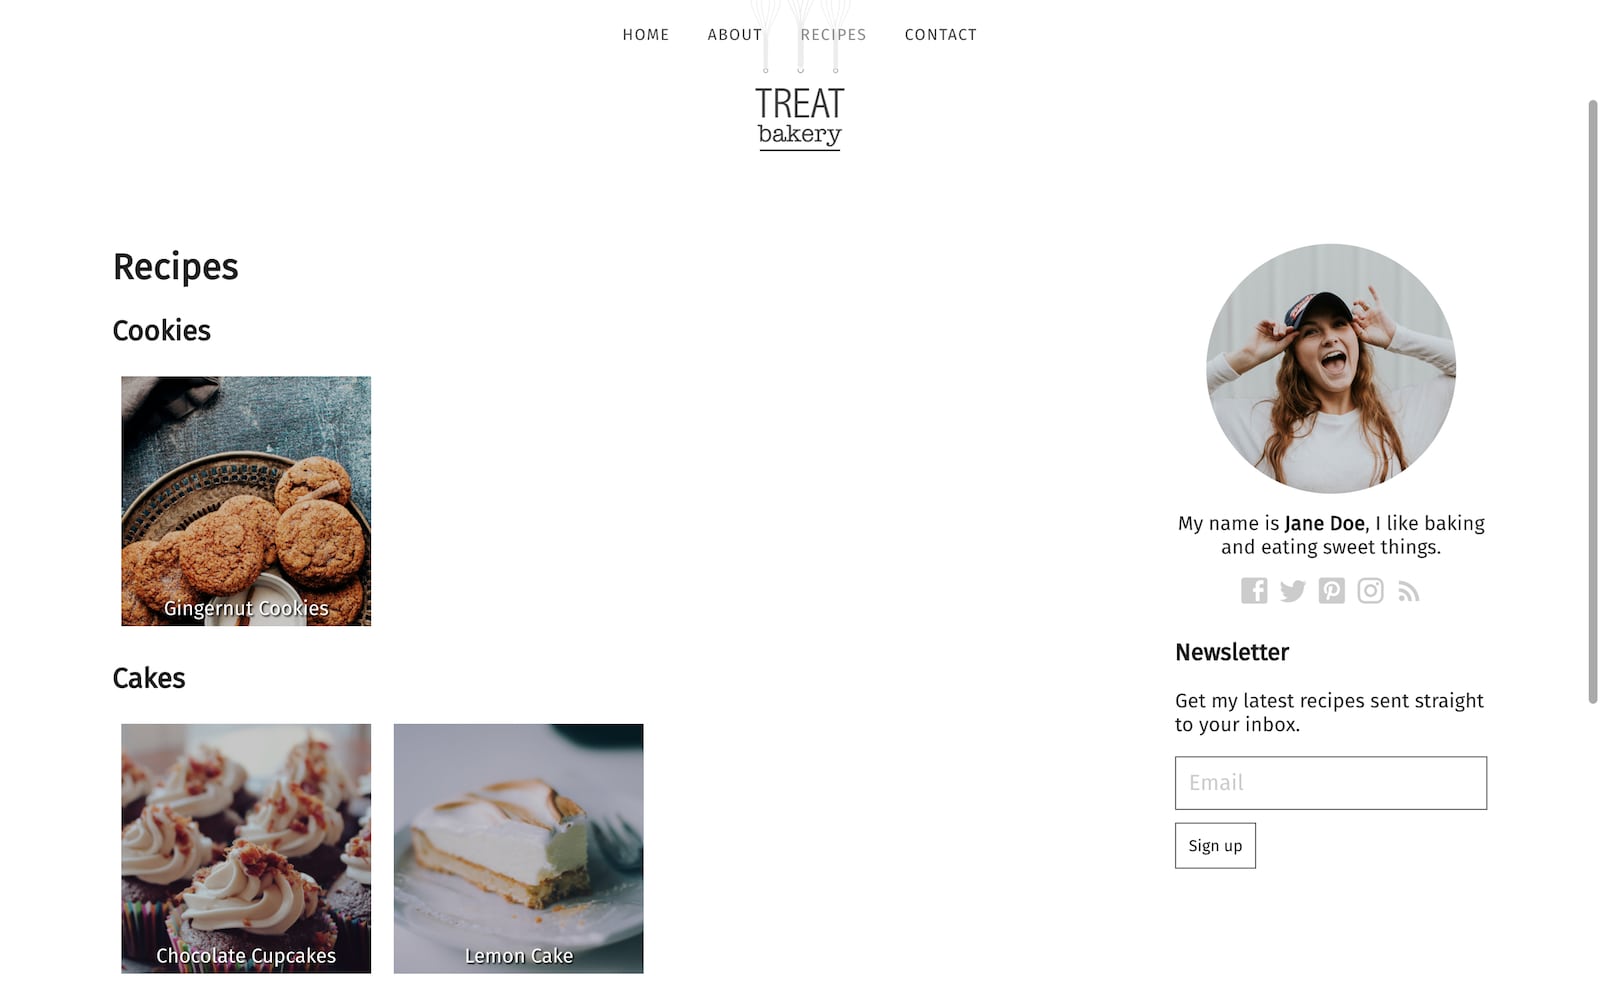 HOME ABOUT RECIPES CONTACT
TREAT
bakery
Recipes
Cookies
Gingernut Cookies
Cakes
Chocolate Cupcakes
Lemon Cake
My name is Jane Doe, I like baking
and eating sweet things.
Newsletter
Get my latest recipes sent straight
to your inbox.
Email
Sign up